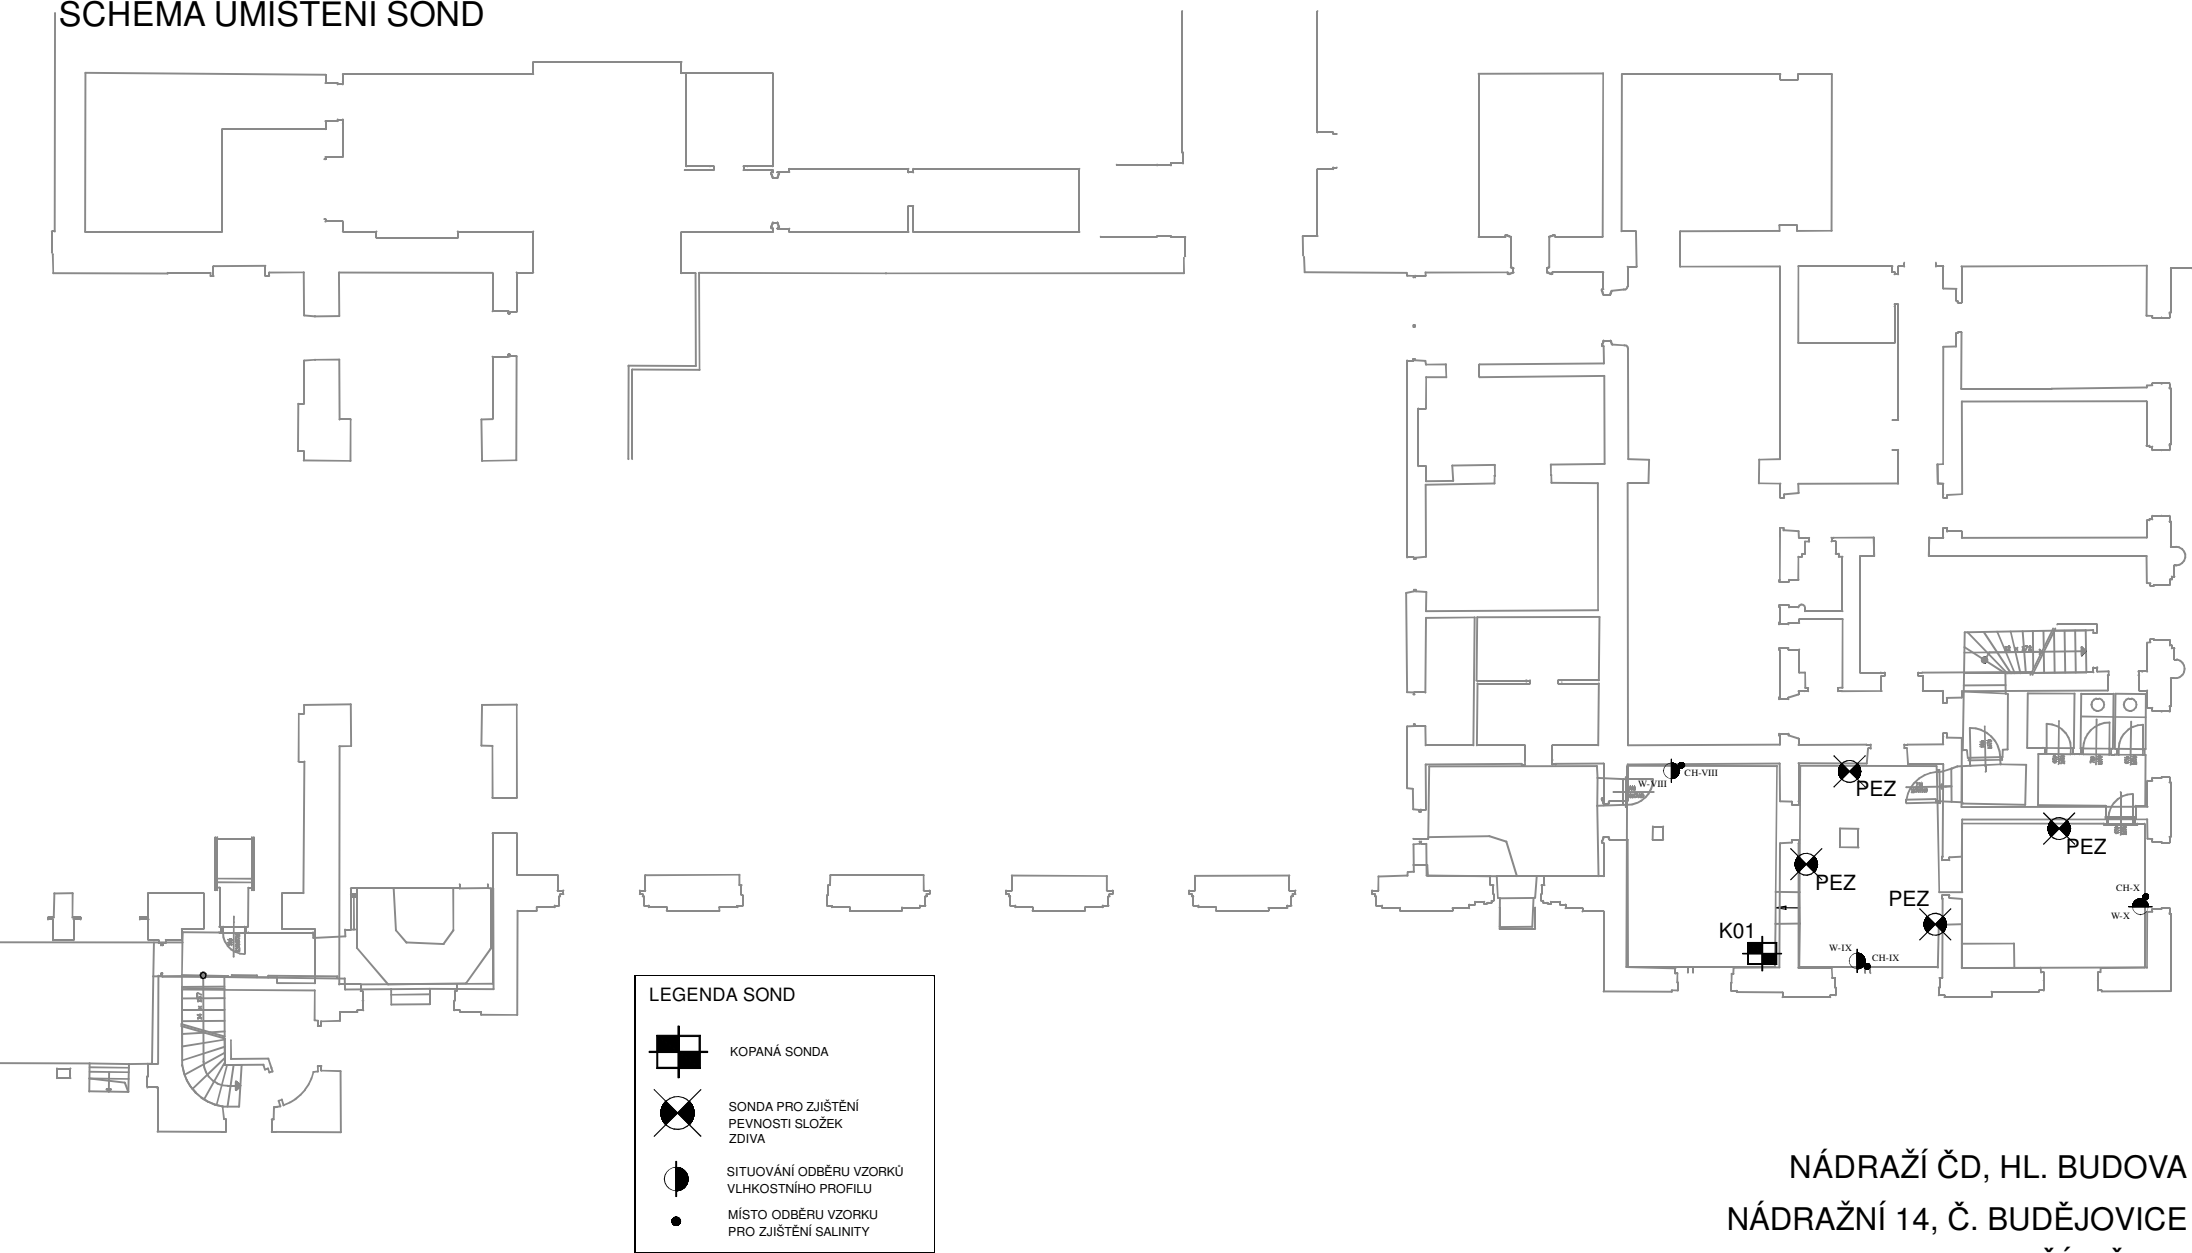 SCHÉMA UMÍSTĚNÍ SOND
W-VIII
CH-VIII
PEZ
PEZ
PEZ
CH-X
W-X
PEZ
K01
W-IX
CH-IX
LEGENDA SOND
KOPANÁ SONDA
SONDA PRO ZJIŠTĚNÍ
PEVNOSTI SLOŽEK
ZDIVA
SITUOVÁNÍ ODBĚRU VZORKŮ
VLHKOSTNÍHO PROFILU
MÍSTO ODBĚRU VZORKU
PRO ZJIŠTĚNÍ SALINITY
NÁDRAŽÍ ČD, HL. BUDOVA
NÁDRAŽNÍ 14, Č. BUDĚJOVICE